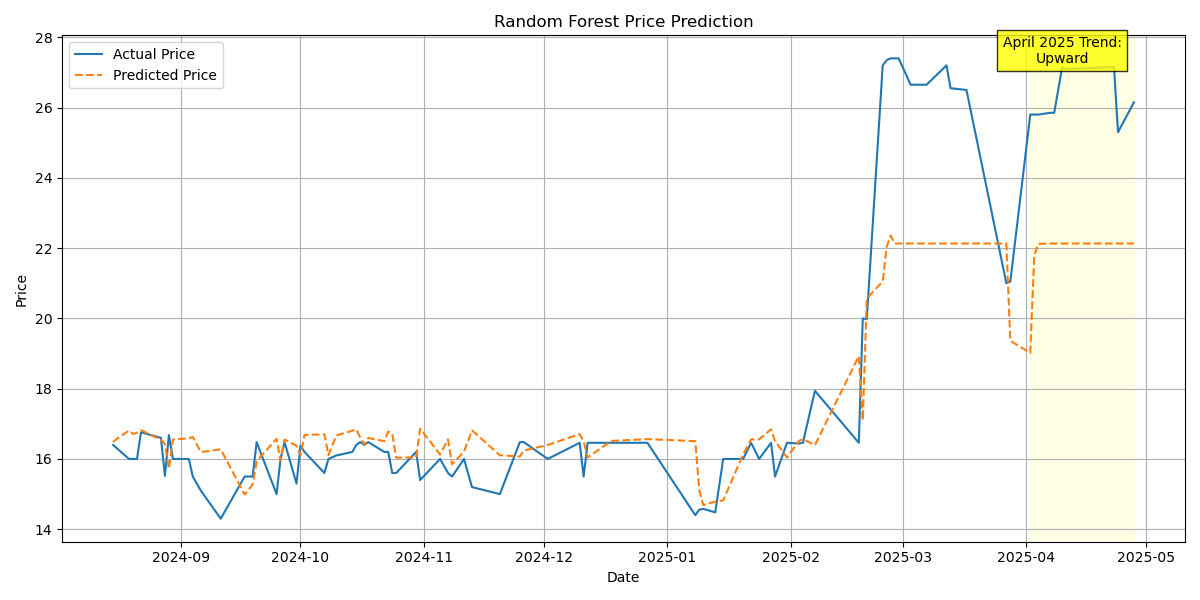 Random Forest Price Prediction
Actual Price
Predicted Price
April 2025 Trend:
Upward
28
26
24
22
20
18
16
14
Price
2024-09
2024-10
2024-11
2024-12
2025-01
2025-02
2025-03
2025-04
2025-05
Date